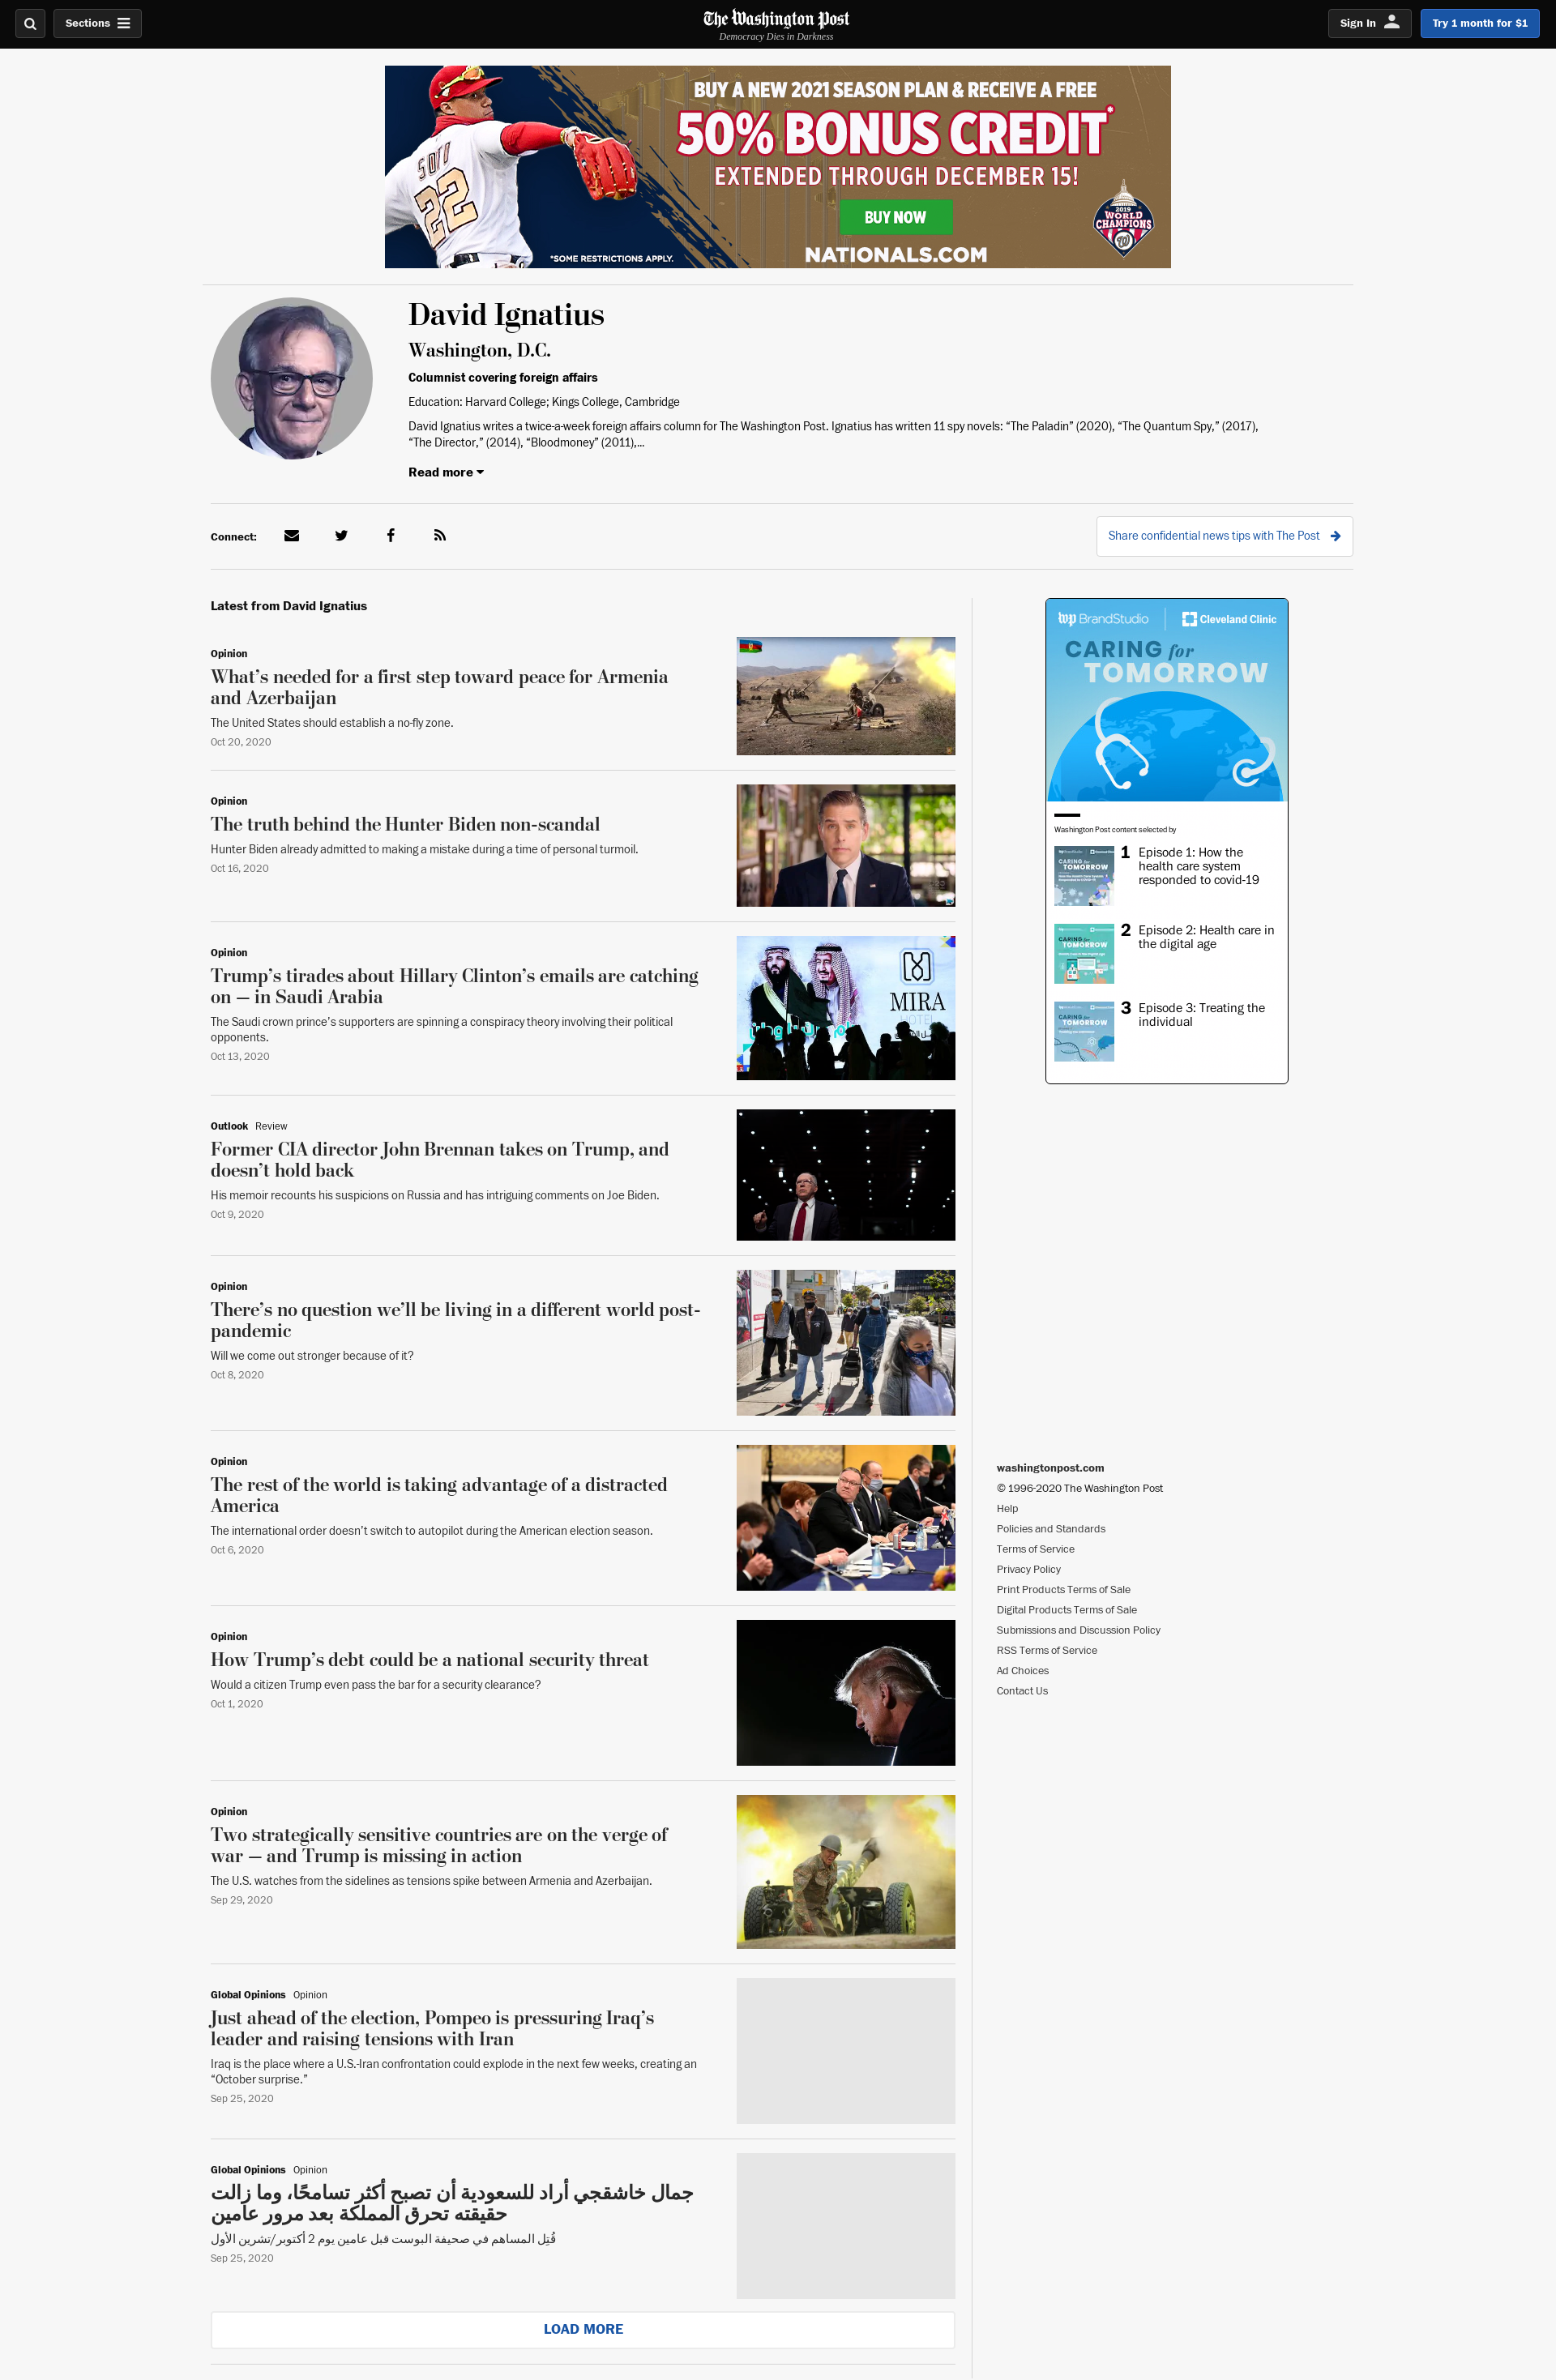 Sections
The Washington Post
Democracy Dies in Darkness
Sign In
Try 1 month for $1
BUY A NEW 2021 SEASON PLAN & RECEIVE A FREE
50% BONUS CREDIT*
EXTENDED THROUGH DECEMBER 15!
BUY NOW
*SOME RESTRICTIONS APPLY.
NATIONALS.COM
2019
WORLD
CHAMPIONS
W
SOTO
22
David Ignatius
Washington, D.C.
Columnist covering foreign affairs
Education: Harvard College; Kings College, Cambridge
David Ignatius writes a twice-a-week foreign affairs column for The Washington Post. Ignatius has written 11 spy novels: “The Paladin” (2020), “The Quantum Spy,” (2017),
“The Director,” (2014), “Bloodmoney” (2011),...
Read more
Connect:
Share confidential news tips with The Post
Latest from David Ignatius
Opinion
What’s needed for a first step toward peace for Armenia
and Azerbaijan
The United States should establish a no-fly zone.
Oct 20, 2020
Opinion
The truth behind the Hunter Biden non-scandal
Hunter Biden already admitted to making a mistake during a time of personal turmoil.
Oct 16, 2020
Opinion
Trump’s tirades about Hillary Clinton’s emails are catching
on — in Saudi Arabia
The Saudi crown prince’s supporters are spinning a conspiracy theory involving their political
opponents.
Oct 13, 2020
MIRA
HOTEL
Outlook Review
Former CIA director John Brennan takes on Trump, and
doesn’t hold back
His memoir recounts his suspicions on Russia and has intriguing comments on Joe Biden.
Oct 9, 2020
Opinion
There’s no question we’ll be living in a different world post-
pandemic
Will we come out stronger because of it?
Oct 8, 2020
Opinion
The rest of the world is taking advantage of a distracted
America
The international order doesn’t switch to autopilot during the American election season.
Oct 6, 2020
Opinion
How Trump’s debt could be a national security threat
Would a citizen Trump even pass the bar for a security clearance?
Oct 1, 2020
Opinion
Two strategically sensitive countries are on the verge of
war — and Trump is missing in action
The U.S. watches from the sidelines as tensions spike between Armenia and Azerbaijan.
Sep 29, 2020
Global Opinions Opinion
Just ahead of the election, Pompeo is pressuring Iraq’s
leader and raising tensions with Iran
Iraq is the place where a U.S.-Iran confrontation could explode in the next few weeks, creating an
“October surprise.”
Sep 25, 2020
Global Opinions Opinion
جمال خاشقجي أراد للسعودية أن تصبح أكثر تسامحًا، وما زالت
حقيقته تحرق المملكة بعد مرور عامين
قُتِل المساهم في صحيفة البوست قبل عامين يوم 2 أكتوبر/تشرين الأول
Sep 25, 2020
LOAD MORE
wp BrandStudio
Cleveland Clinic
CARING for
TOMORROW
Washington Post content selected by
1 Episode 1: How the
health care system
responded to covid-19
CARING for
TOMORROW
2 Episode 2: Health care in
the digital age
CARING for
TOMORROW
3 Episode 3: Treating the
individual
CARING for
TOMORROW
washingtonpost.com
© 1996-2020 The Washington Post
Help
Policies and Standards
Terms of Service
Privacy Policy
Print Products Terms of Sale
Digital Products Terms of Sale
Submissions and Discussion Policy
RSS Terms of Service
Ad Choices
Contact Us